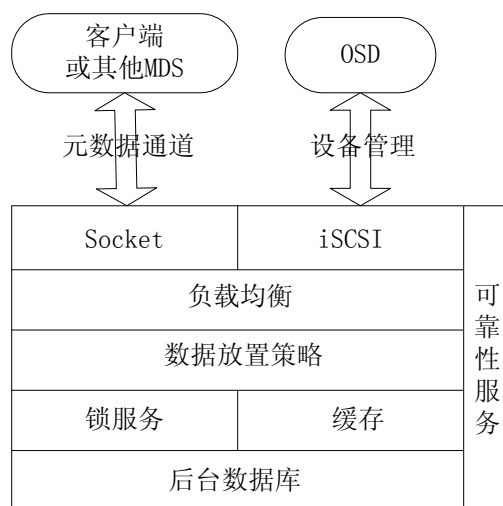 客户端
或其他MDS
OSD
元数据通道
设备管理
Socket
iSCSI
负载均衡
数据放置策略
锁服务
缓存
后台数据库
可
靠
性
服
务